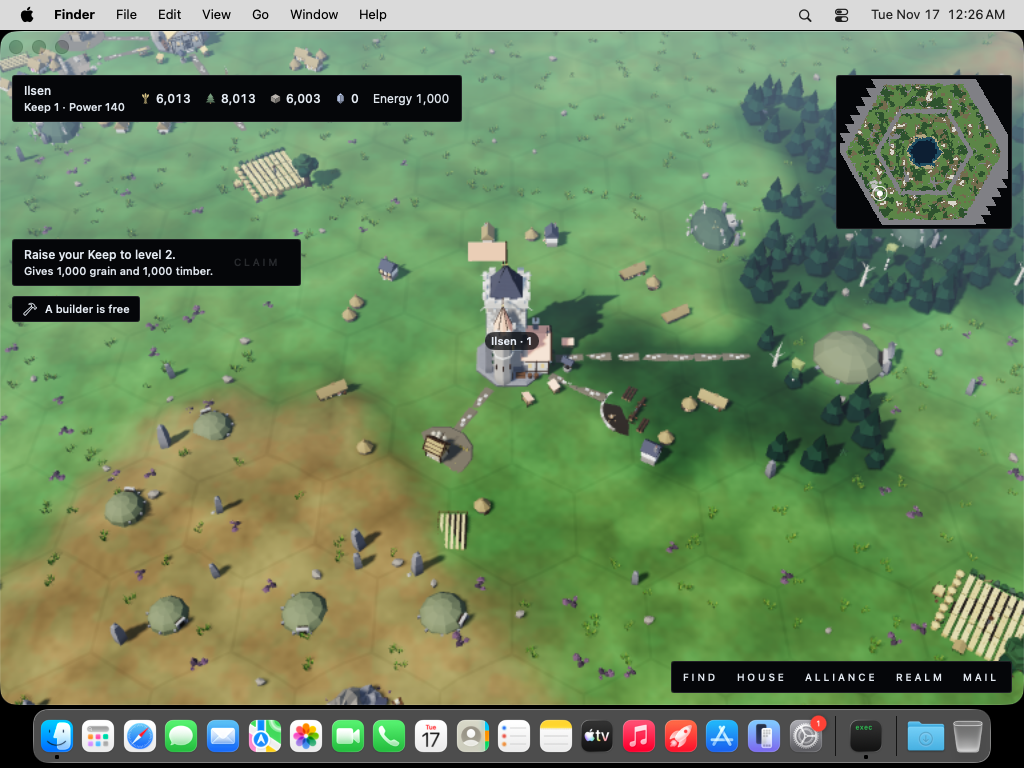 Finder File Edit View Go Window Help Tue Nov 17 12:26 AM
Ilsen
Keep 1 · Power 140
6,013 8,013 6,003 0 Energy 1,000
Raise your Keep to level 2.
Gives 1,000 grain and 1,000 timber.
CLAIM
A builder is free
Ilsen · 1
FIND HOUSE ALLIANCE REALM MAIL
Tue
17
tv
1
exec